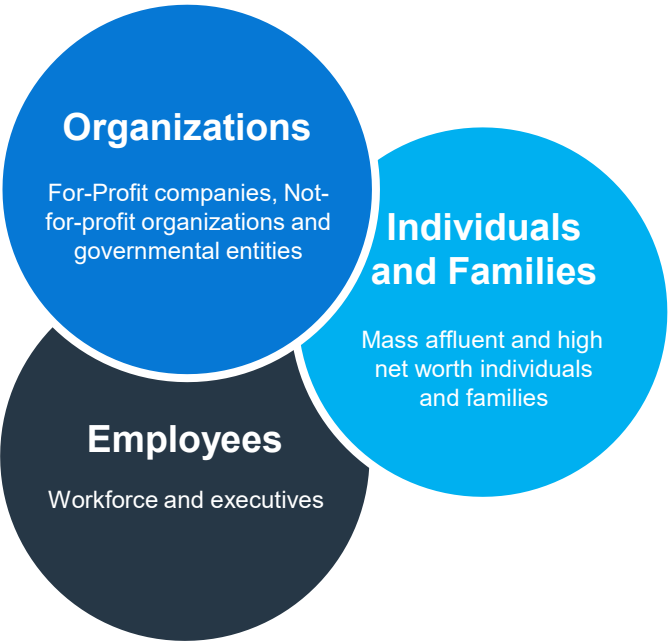 Organizations
For-Profit companies, Not-
for-profit organizations and
governmental entities
Individuals
and Families
Mass affluent and high
net worth individuals
and families
Employees
Workforce and executives